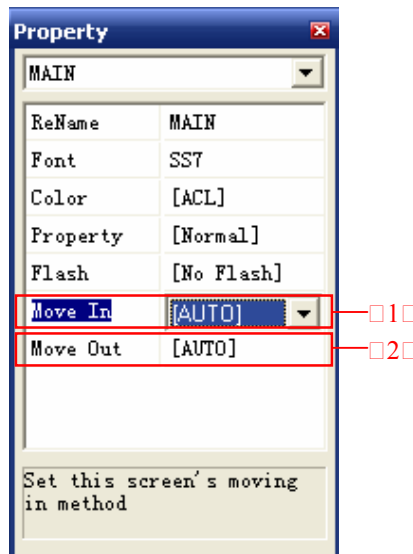 Property
MAIN
ReName MAIN
Font SS7
Color [ACL]
Property [Normal]
Flash [No Flash]
Move In [AUTO] □1□
Move Out [AUTO] □2□
Set this screen's moving
in method